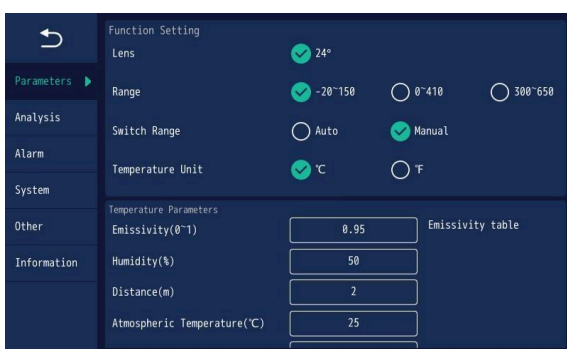 Function Setting
Lens 24°
Parameters
Range -20~150 0~410 300~650
Analysis
Switch Range Auto Manual
Alarm
Temperature Unit ℃ ℉
System
Temperature Parameters
Other
Emissivity(0~1) 0.95 Emissivity table
Information
Humidity(%) 50
Distance(m) 2
Atmospheric Temperature(℃) 25